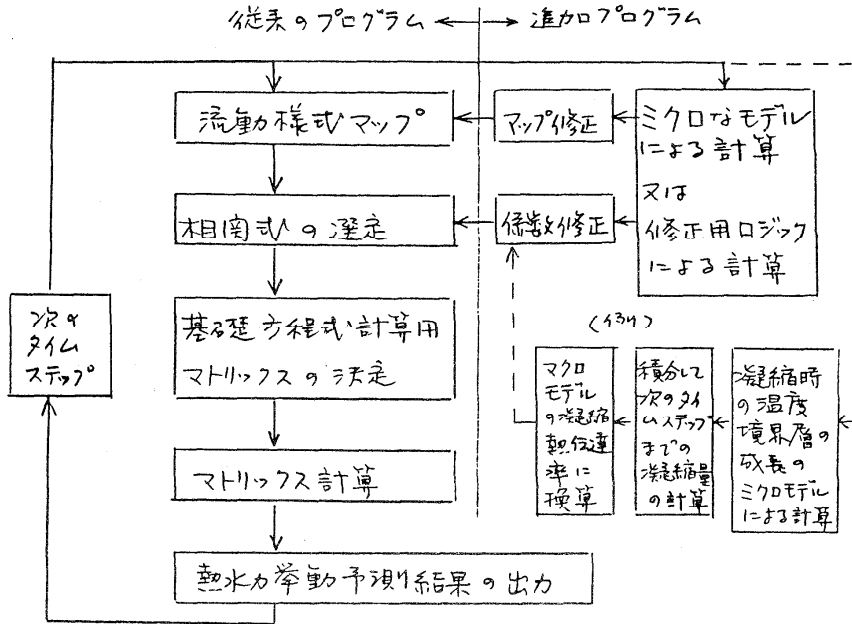 従来のプログラム
追加プログラム
流動様式マップ
マップ修正
ミクロなモデル
による計算
又は
修正用ロジック
による計算
相関式の選定
係数修正
次の
タイム
ステップ
基礎方程式計算用
マトリックスの決定
(例)
マクロ
モデル
の凝縮
熱伝達
率に
換算
積分して
次のタイ
ムステップ
までの
凝縮量
の計算
凝縮時
の温度
境界層の
成長の
ミクロモデル
による計算
マトリックス計算
熱水力挙動予測結果の出力